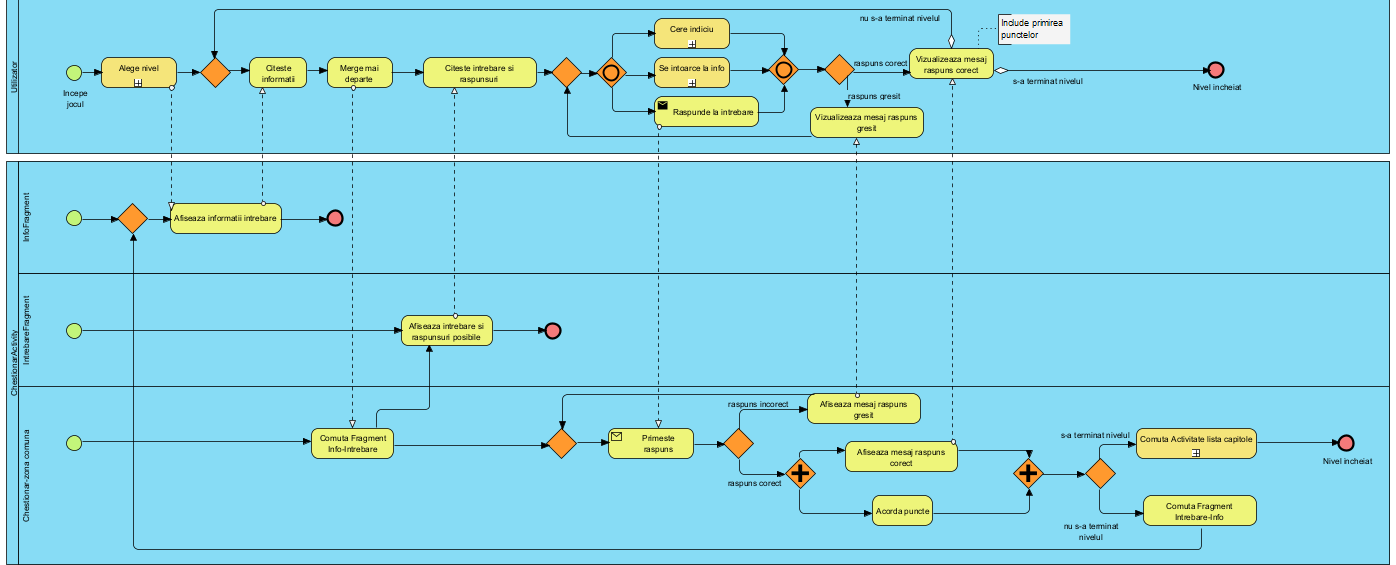 Utilizator
Incepe
jocul
Alege nivel
Citeste
informatii
Merge mai
departe
Citeste intrebare si
raspunsuri
Cere indiciu
Se intoarce la info
Raspunde la intrebare
raspuns corect
raspuns gresit
Vizualizeaza mesaj raspuns
gresit
nu s-a terminat nivelul
Vizualizeaza mesaj
raspuns corect
Include primirea
punctelor
s-a terminat nivelul
Nivel incheiat
ChestionarActivity
InfoFragment
Afiseaza informatii intrebare
IntrebareFragment
Afiseaza intrebare si
raspunsuri posibile
Chestionar-zona comuna
Comuta Fragment
Info-Intrebare
Primeste
raspuns
raspuns incorect
raspuns corect
Afiseaza mesaj raspuns
gresit
Afiseaza mesaj raspuns
corect
Acorda puncte
s-a terminat nivelul
nu s-a terminat
nivelul
Comuta Activitate lista capitole
Comuta Fragment
Intrebare-Info
Nivel incheiat